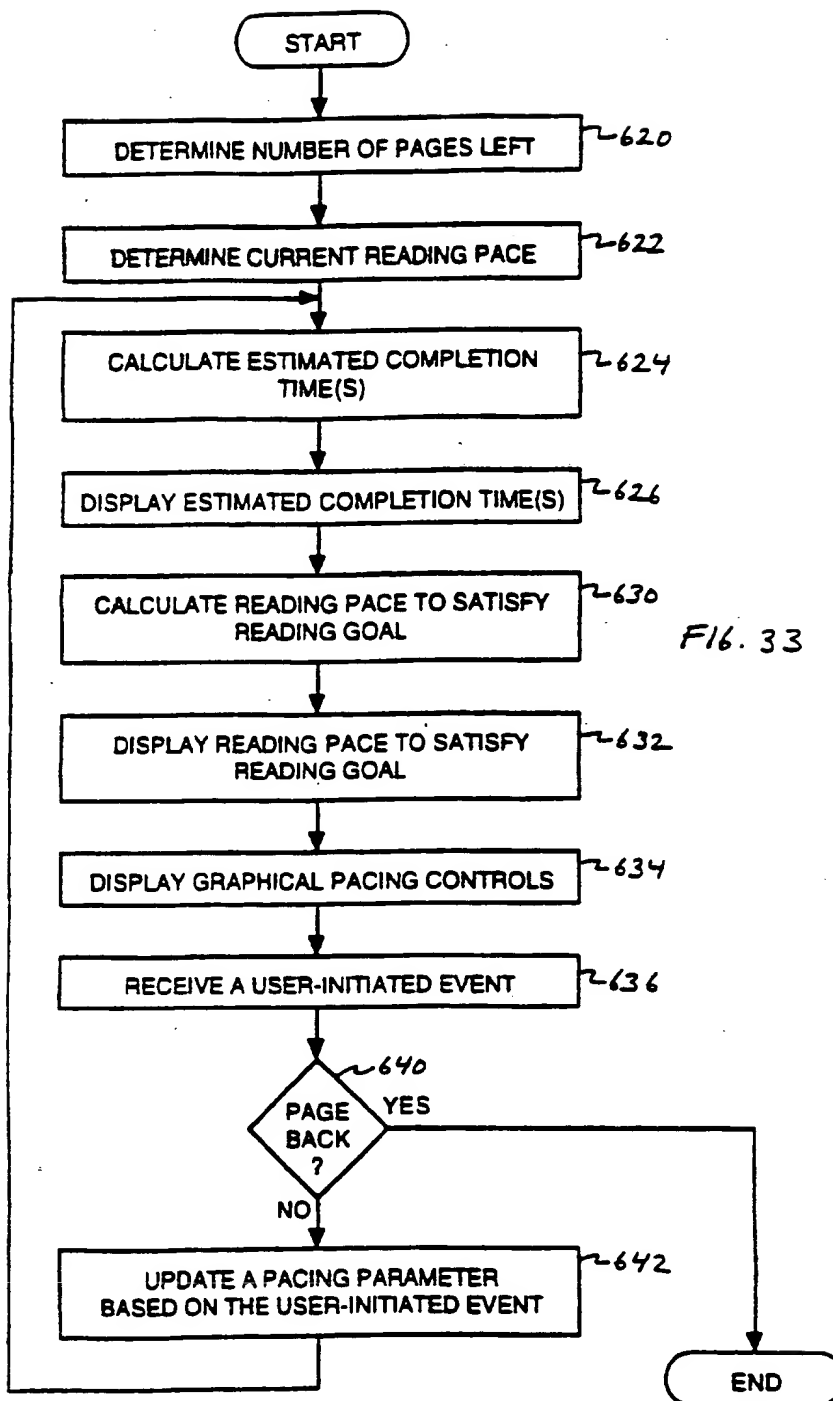 START
DETERMINE NUMBER OF PAGES LEFT
620
DETERMINE CURRENT READING PACE
622
CALCULATE ESTIMATED COMPLETION
TIME(S)
624
DISPLAY ESTIMATED COMPLETION TIME(S)
626
CALCULATE READING PACE TO SATISFY
READING GOAL
630
FIG. 33
DISPLAY READING PACE TO SATISFY
READING GOAL
632
DISPLAY GRAPHICAL PACING CONTROLS
634
RECEIVE A USER-INITIATED EVENT
636
640
PAGE
BACK
?
YES
NO
UPDATE A PACING PARAMETER
BASED ON THE USER-INITIATED EVENT
642
END